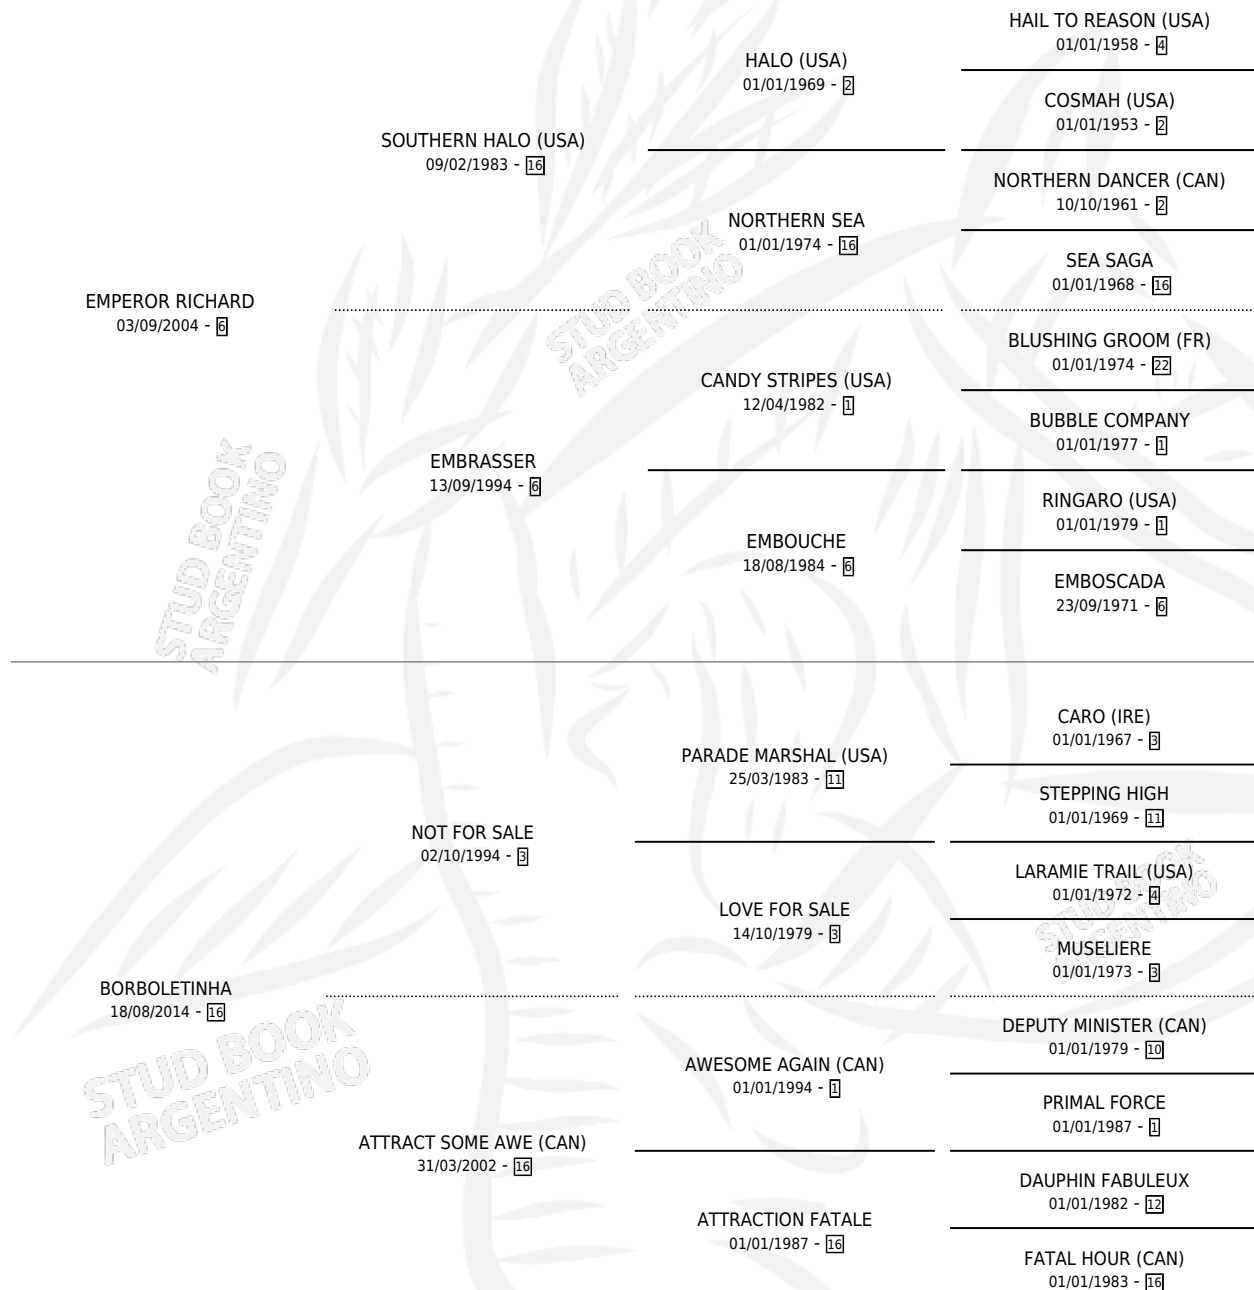 HAIL TO REASON (USA)
01/01/1958 - 4
HALO (USA)
01/01/1969 - 2
COSMAH (USA)
01/01/1953 - 2
SOUTHERN HALO (USA)
09/02/1983 - 16
NORTHERN DANCER (CAN)
10/10/1961 - 2
NORTHERN SEA
01/01/1974 - 16
SEA SAGA
01/01/1968 - 16
EMPEROR RICHARD
03/09/2004 - 6
STUD BOOK
ARGENTINO
BLUSHING GROOM (FR)
01/01/1974 - 22
CANDY STRIPES (USA)
12/04/1982 - 1
BUBBLE COMPANY
01/01/1977 - 1
EMBRASSER
13/09/1994 - 6
RINGARO (USA)
01/01/1979 - 1
EMBOUCHE
18/08/1984 - 6
EMBOSCADA
23/09/1971 - 6
STUD BOOK
ARGENTINO
CARO (IRE)
01/01/1967 - 3
PARADE MARSHAL (USA)
25/03/1983 - 11
STEPPING HIGH
01/01/1969 - 11
NOT FOR SALE
02/10/1994 - 3
LARAMIE TRAIL (USA)
01/01/1972 - 4
LOVE FOR SALE
14/10/1979 - 3
MUSELIERE
01/01/1973 - 3
STUD BOOK
ARGENTINO
BORBOLETINHA
18/08/2014 - 16
STUD BOOK
ARGENTINO
DEPUTY MINISTER (CAN)
01/01/1979 - 10
AWESOME AGAIN (CAN)
01/01/1994 - 1
PRIMAL FORCE
01/01/1987 - 1
ATTRACT SOME AWE (CAN)
31/03/2002 - 16
DAUPHIN FABULEUX
01/01/1982 - 12
ATTRACTION FATALE
01/01/1987 - 16
FATAL HOUR (CAN)
01/01/1983 - 16